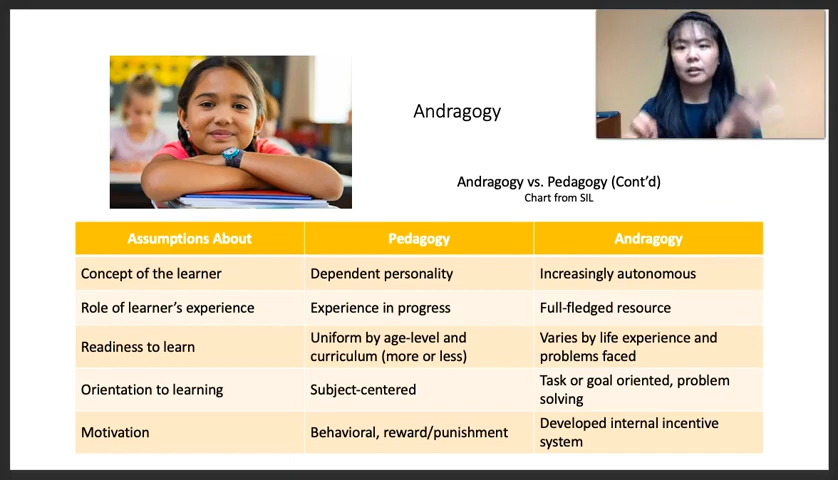 Andragogy
Andragogy vs. Pedagogy (Cont'd)
Chart from SIL
Assumptions About Pedagogy Andragogy
Concept of the learner Dependent personality Increasingly autonomous
Role of learner's experience Experience in progress Full-fledged resource
Readiness to learn Uniform by age-level and curriculum (more or less) Varies by life experience and problems faced
Orientation to learning Subject-centered Task or goal oriented, problem solving
Motivation Behavioral, reward/punishment Developed internal incentive system